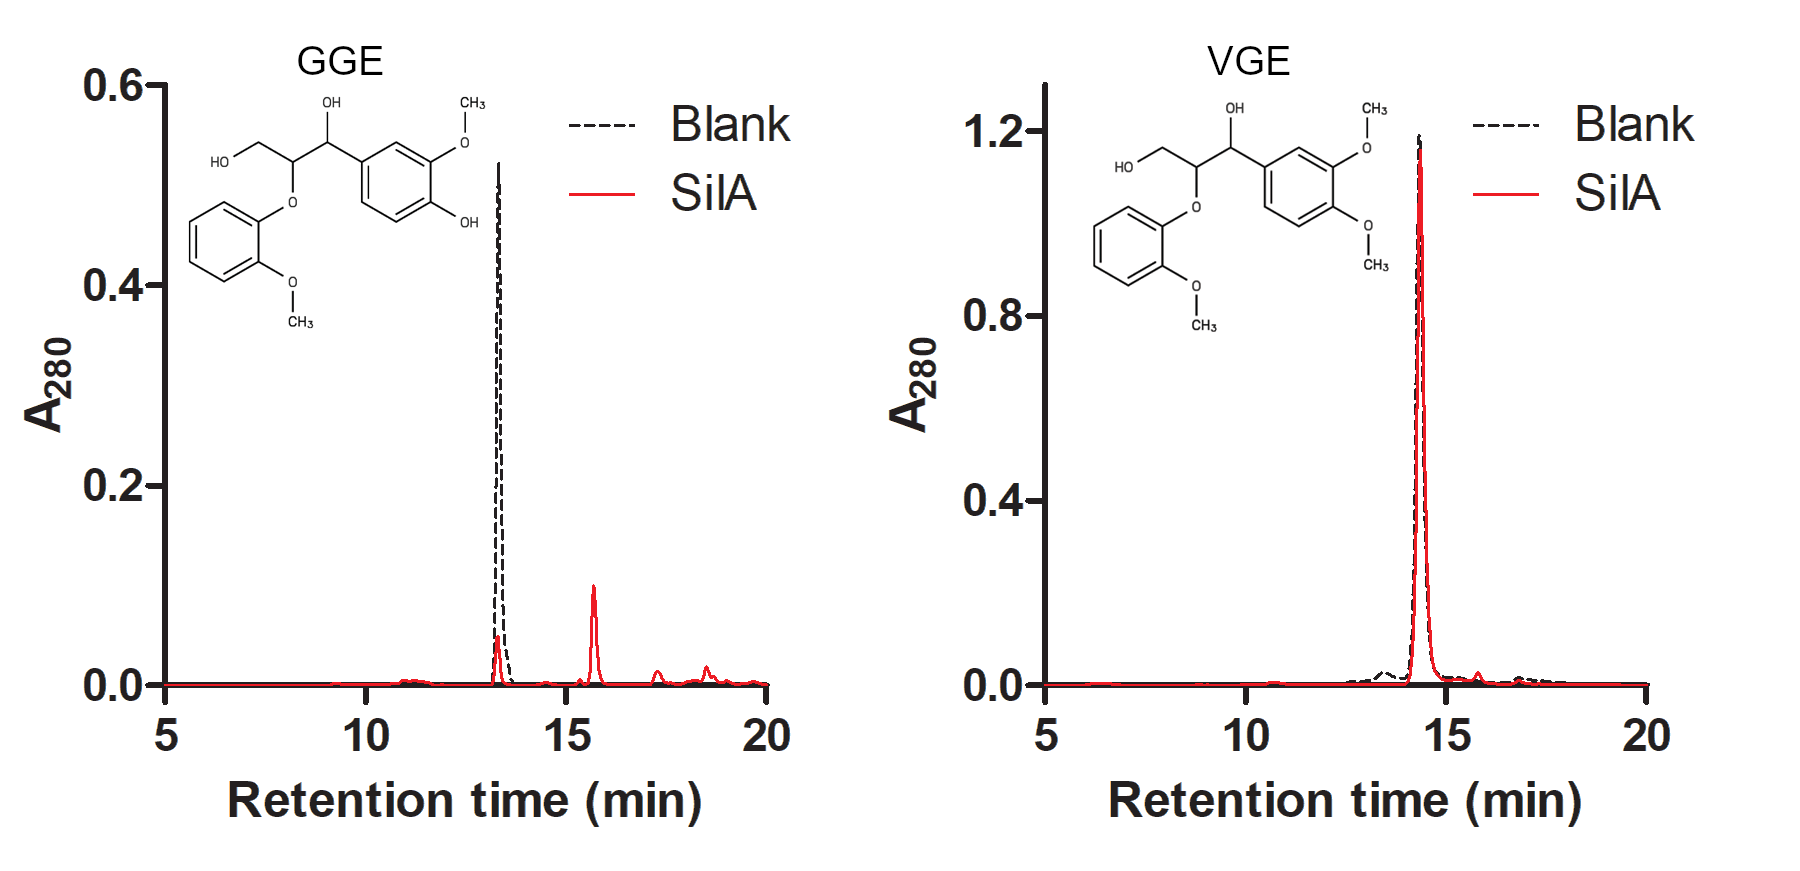 GGE
0.6
0.4
0.2
0.0
5
10
15
20
A280
Retention time (min)
Blank
SilA
OH
CH3
O
HO
O
OH
O
CH3
VGE
1.2
0.8
0.4
0.0
5
10
15
20
A280
Retention time (min)
Blank
SilA
OH
CH3
O
HO
O
O
CH3
O
CH3